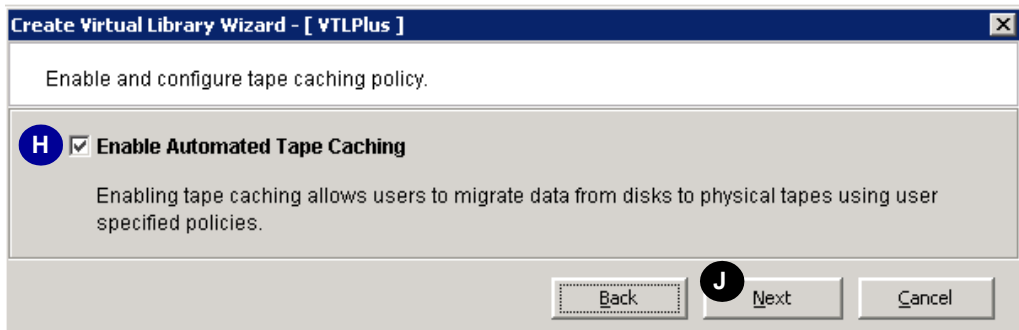 Create Virtual Library Wizard - [ VTLPlus ]
Enable and configure tape caching policy.
H Enable Automated Tape Caching
Enabling tape caching allows users to migrate data from disks to physical tapes using user
specified policies.
Back J Next Cancel